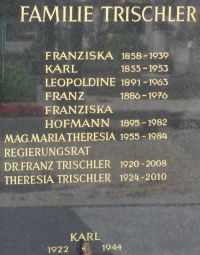 FAMILIE TRISCHLER
FRANZISKA 1858-1939
KARL 1855-1933
LEOPOLDINE 1891-1963
FRANZ 1886-1976
FRANZISKA
HOFMANN 1895-1982
MAG. MARIA THERESIA 1955-1984
REGIERUNGSRAT
DR. FRANZ TRISCHLER 1920-2008
THERESIA TRISCHLER 1924-2010
KARL
1922 1944